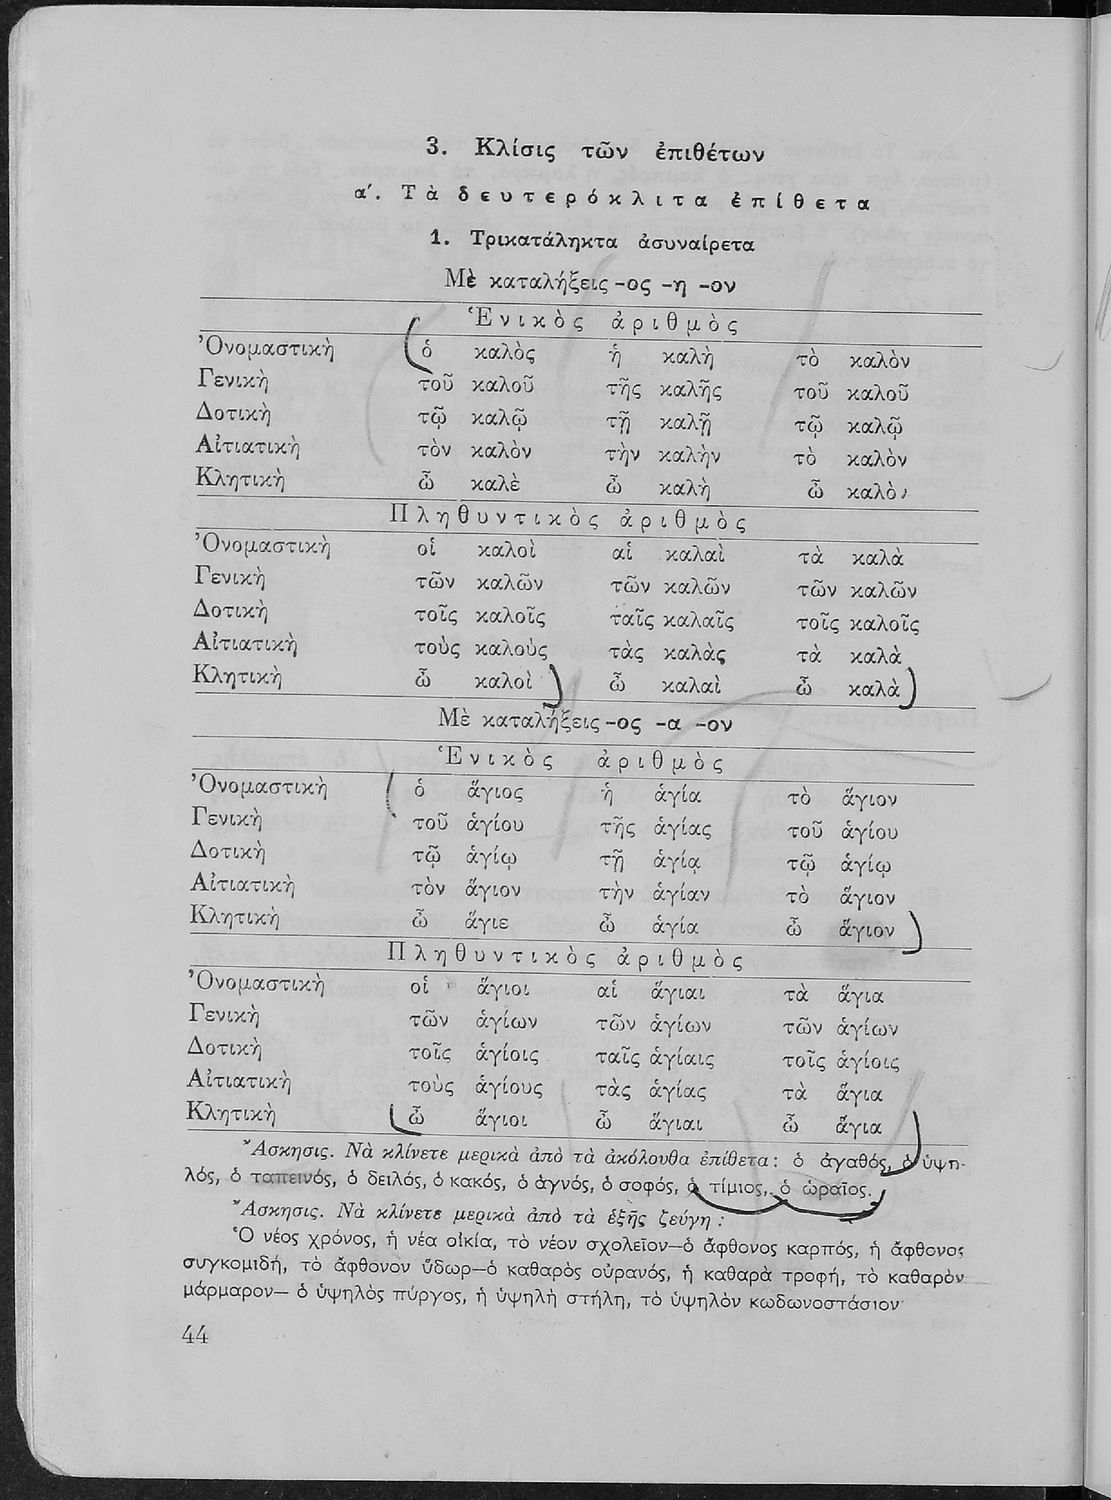 3. Κλίσις τῶν ἐπιθέτων
α΄. Τὰ δευτερόκλιτα ἐπίθετα
1. Τρικατάληκτα ἀσυναίρετα
Μὲ καταλήξεις -ος -η -ον
Ἑνικὸς ἀριθμὸς
Ὀνομαστικὴ ὁ καλὸς ἡ καλὴ τὸ καλὸν
Γενικὴ τοῦ καλοῦ τῆς καλῆς τοῦ καλοῦ
Δοτικὴ τῷ καλῷ τῇ καλῇ τῷ καλῷ
Αἰτιατικὴ τὸν καλὸν τὴν καλὴν τὸ καλὸν
Κλητικὴ ὦ καλὲ ὦ καλὴ ὦ καλὸν
Πληθυντικὸς ἀριθμὸς
Ὀνομαστικὴ οἱ καλοὶ αἱ καλαὶ τὰ καλὰ
Γενικὴ τῶν καλῶν τῶν καλῶν τῶν καλῶν
Δοτικὴ τοῖς καλοῖς ταῖς καλαῖς τοῖς καλοῖς
Αἰτιατικὴ τοὺς καλοὺς τὰς καλὰς τὰ καλὰ
Κλητικὴ ὦ καλοὶ ὦ καλαὶ ὦ καλὰ
Μὲ καταλήξεις -ος -α -ον
Ἑνικὸς ἀριθμὸς
Ὀνομαστικὴ ὁ ἅγιος ἡ ἁγία τὸ ἅγιον
Γενικὴ τοῦ ἁγίου τῆς ἁγίας τοῦ ἁγίου
Δοτικὴ τῷ ἁγίῳ τῇ ἁγίᾳ τῷ ἁγίῳ
Αἰτιατικὴ τὸν ἅγιον τὴν ἁγίαν τὸ ἅγιον
Κλητικὴ ὦ ἅγιε ὦ ἁγία ὦ ἅγιον
Πληθυντικὸς ἀριθμὸς
Ὀνομαστικὴ οἱ ἅγιοι αἱ ἅγιαι τὰ ἅγια
Γενικὴ τῶν ἁγίων τῶν ἁγίων τῶν ἁγίων
Δοτικὴ τοῖς ἁγίοις ταῖς ἁγίαις τοῖς ἁγίοις
Αἰτιατικὴ τοὺς ἁγίους τὰς ἁγίας τὰ ἅγια
Κλητικὴ ὦ ἅγιοι ὦ ἅγιαι ὦ ἅγια
Ἄσκησις. Νὰ κλίνετε μερικὰ ἀπὸ τὰ ἀκόλουθα ἐπίθετα: ὁ ἀγαθός, ὁ ὑψη-
λός, ὁ ταπεινός, ὁ δειλός, ὁ κακός, ὁ ἁγνός, ὁ σοφός, ὁ τίμιος, ὁ ὡραῖος.
Ἄσκησις. Νὰ κλίνετε μερικὰ ἀπὸ τὰ ἑξῆς ζεύγη :
Ὁ νέος χρόνος, ἡ νέα οἰκία, τὸ νέον σχολεῖον—ὁ ἄφθονος καρπός, ἡ ἄφθονος
συγκομιδή, τὸ ἄφθονον ὕδωρ—ὁ καθαρὸς οὐρανός, ἡ καθαρὰ τροφή, τὸ καθαρὸν
μάρμαρον— ὁ ὑψηλὸς πύργος, ἡ ὑψηλὴ στήλη, τὸ ὑψηλὸν κωδωνοστάσιον
44